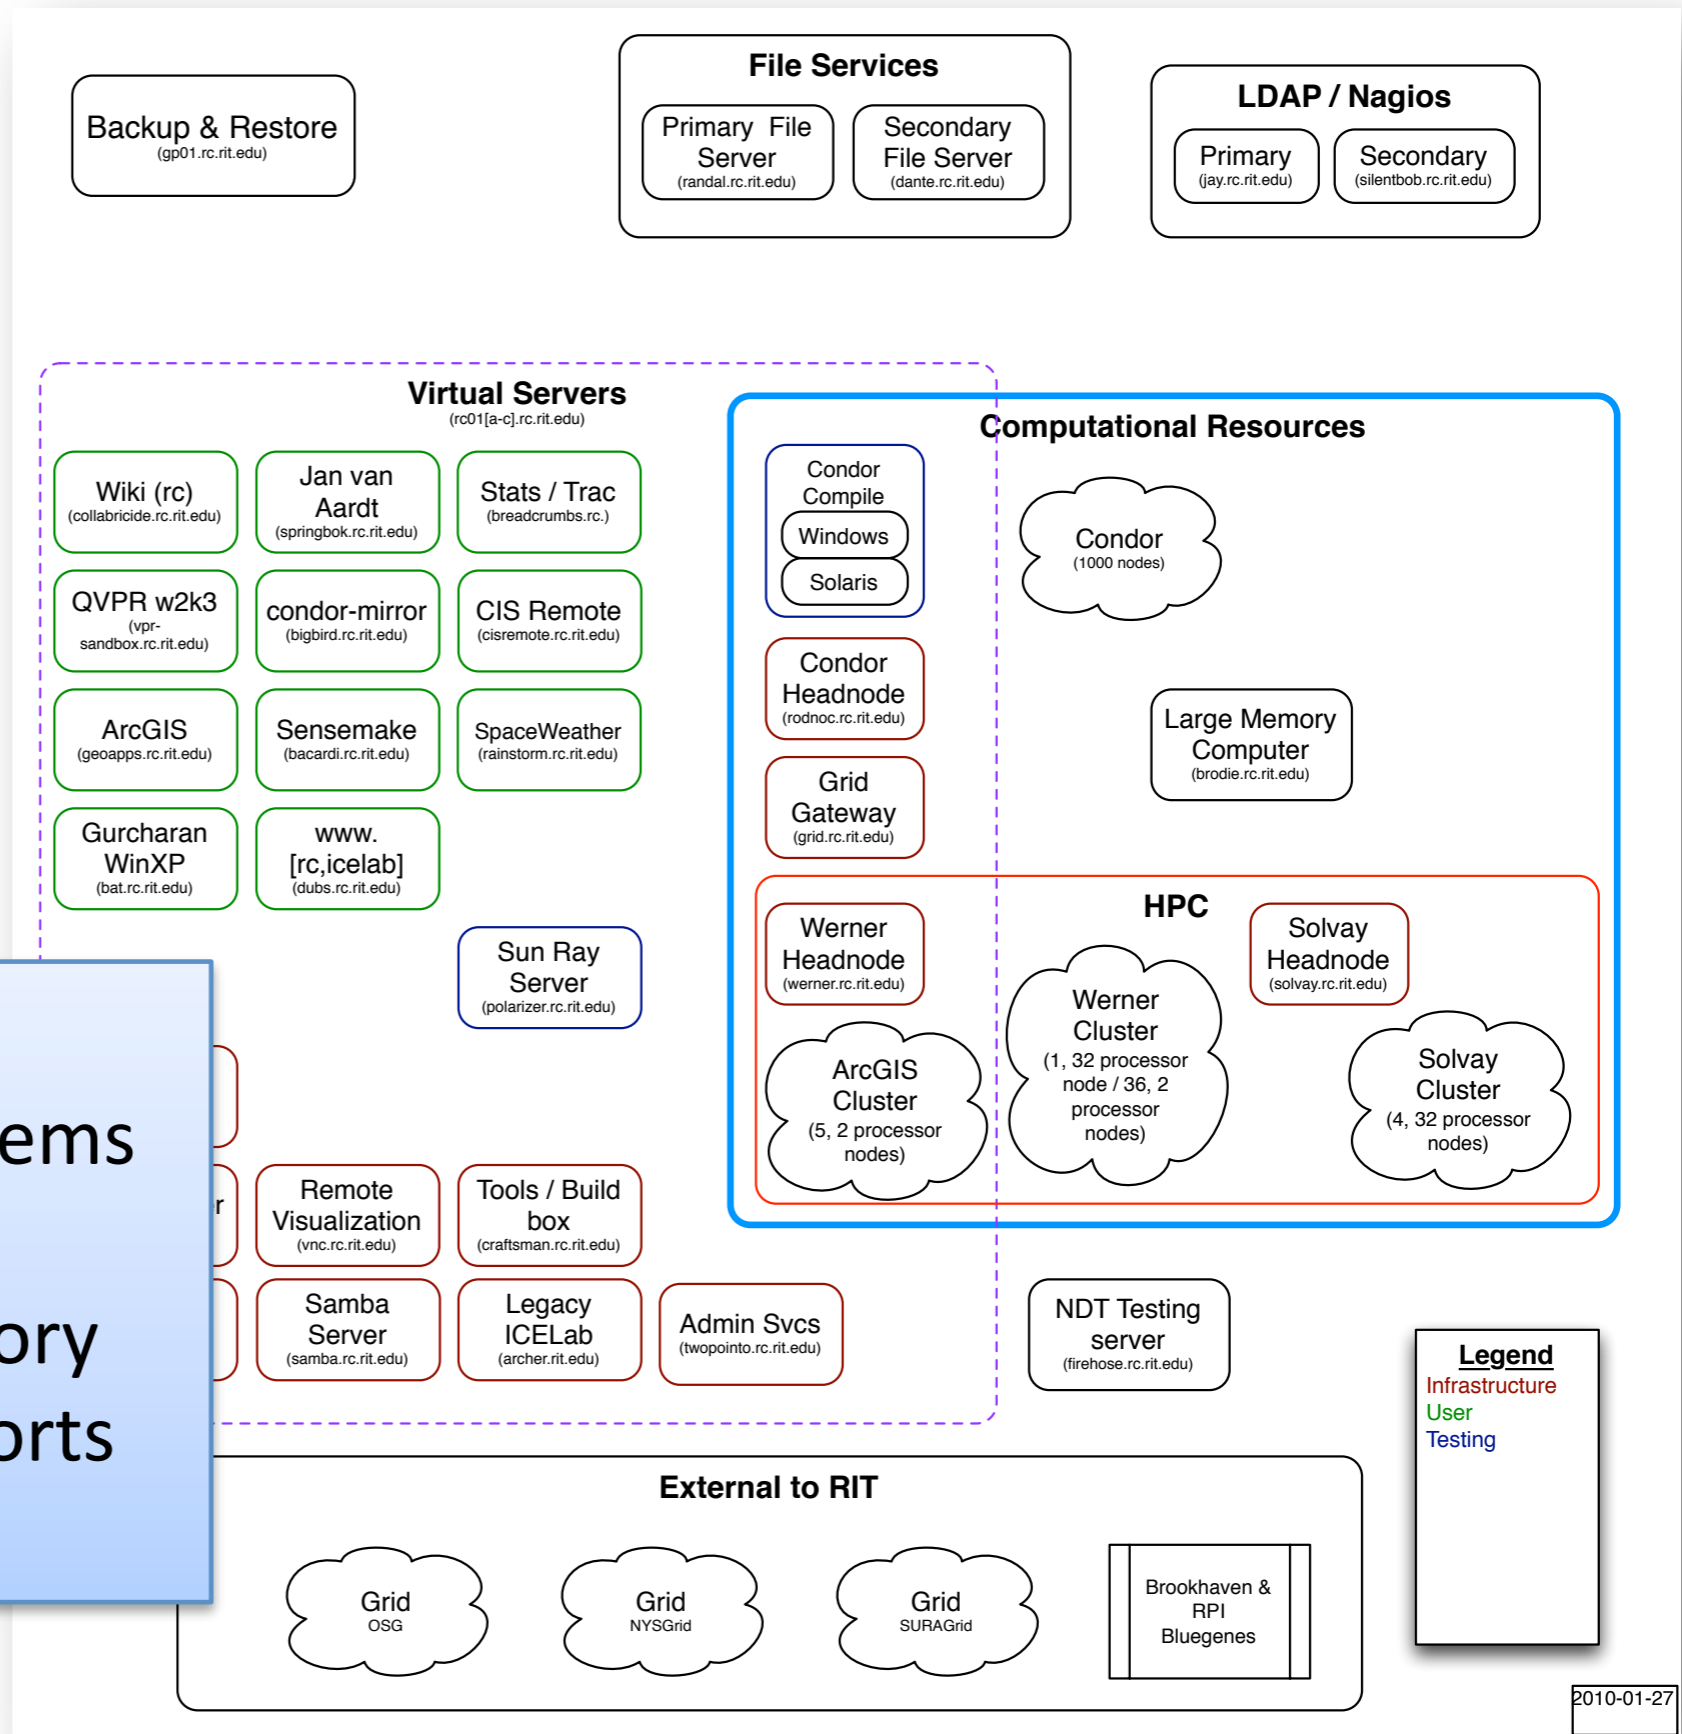 Backup & Restore
(gp01.rc.rit.edu)
File Services
Primary File
Server
(randal.rc.rit.edu)
Secondary
File Server
(dante.rc.rit.edu)
LDAP / Nagios
Primary
(jay.rc.rit.edu)
Secondary
(silentbob.rc.rit.edu)
Virtual Servers
(rc01[a-c].rc.rit.edu)
Wiki (rc)
(collabricide.rc.rit.edu)
Jan van
Aardt
(springbok.rc.rit.edu)
Stats / Trac
(breadcrumbs.rc.)
QVPR w2k3
(vpr-
sandbox.rc.rit.edu)
condor-mirror
(bigbird.rc.rit.edu)
CIS Remote
(cisremote.rc.rit.edu)
ArcGIS
(geoapps.rc.rit.edu)
Sensemake
(bacardi.rc.rit.edu)
SpaceWeather
(rainstorm.rc.rit.edu)
Gurcharan
WinXP
(bat.rc.rit.edu)
www.
[rc,icelab]
(dubs.rc.rit.edu)
Sun Ray
Server
(polarizer.rc.rit.edu)
ems
ory
orts
r
Remote
Visualization
(vnc.rc.rit.edu)
Tools / Build
box
(craftsman.rc.rit.edu)
Samba
Server
(samba.rc.rit.edu)
Legacy
ICELab
(archer.rit.edu)
Admin Svcs
(twopointo.rc.rit.edu)
Computational Resources
Condor
Compile
Windows
Solaris
Condor
(1000 nodes)
Condor
Headnode
(rodnoc.rc.rit.edu)
Large Memory
Computer
(brodie.rc.rit.edu)
Grid
Gateway
(grid.rc.rit.edu)
HPC
Werner
Headnode
(werner.rc.rit.edu)
Solvay
Headnode
(solvay.rc.rit.edu)
ArcGIS
Cluster
(5, 2 processor
nodes)
Werner
Cluster
(1, 32 processor
node / 36, 2
processor
nodes)
Solvay
Cluster
(4, 32 processor
nodes)
NDT Testing
server
(firehose.rc.rit.edu)
Legend
Infrastructure
User
Testing
External to RIT
Grid
OSG
Grid
NYSGrid
Grid
SURAGrid
Brookhaven &
RPI
Bluegenes
2010-01-27